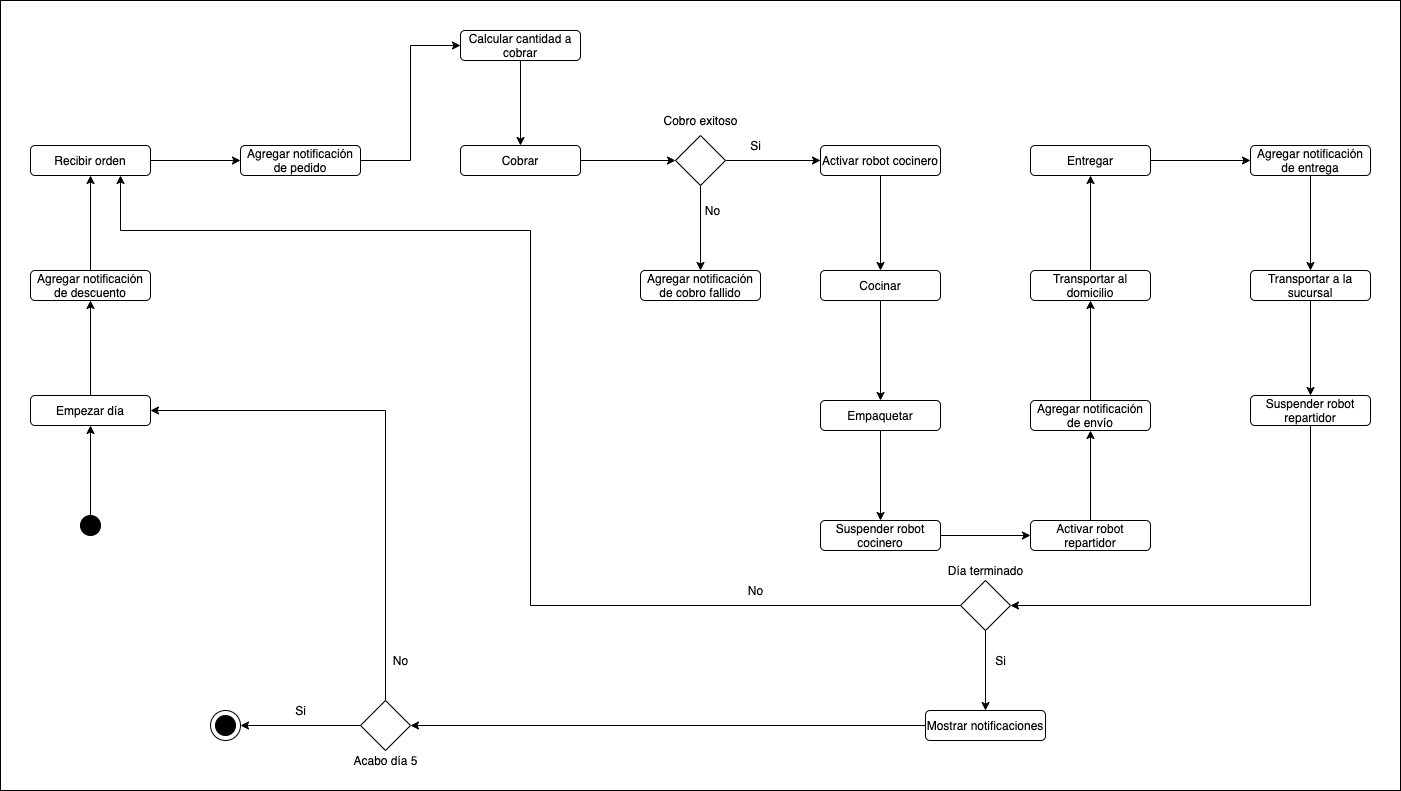 Calcular cantidad a
cobrar
Cobro exitoso
Si
Recibir orden
Agregar notificación
de pedido
Cobrar
Activar robot cocinero
Entregar
Agregar notificación
de entrega
No
Agregar notificación
de descuento
Agregar notificación
de cobro fallido
Cocinar
Transportar al
domicilio
Transportar a la
sucursal
Empezar día
Empaquetar
Agregar notificación
de envío
Suspender robot
repartidor
Suspender robot
cocinero
Activar robot
repartidor
Día terminado
No
No
Si
Si
Mostrar notificaciones
Acabo día 5